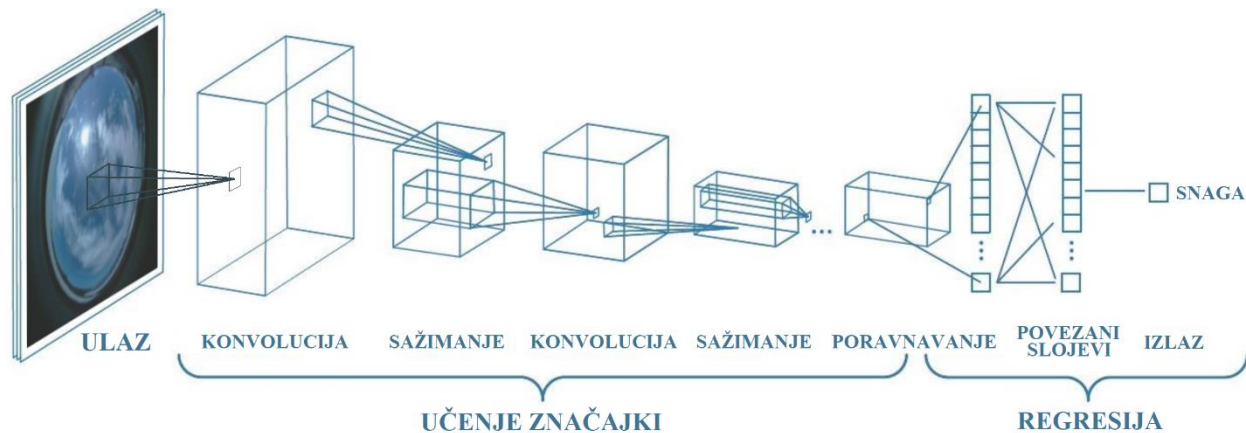 SNAGA
ULAZ
KONVOLUCIJA
SAŽIMANJE
KONVOLUCIJA
SAŽIMANJE
PORAVNAVANJE
POVEZANI
SLOJEVI
IZLAZ
UČENJE ZNAČAJKI
REGRESIJA